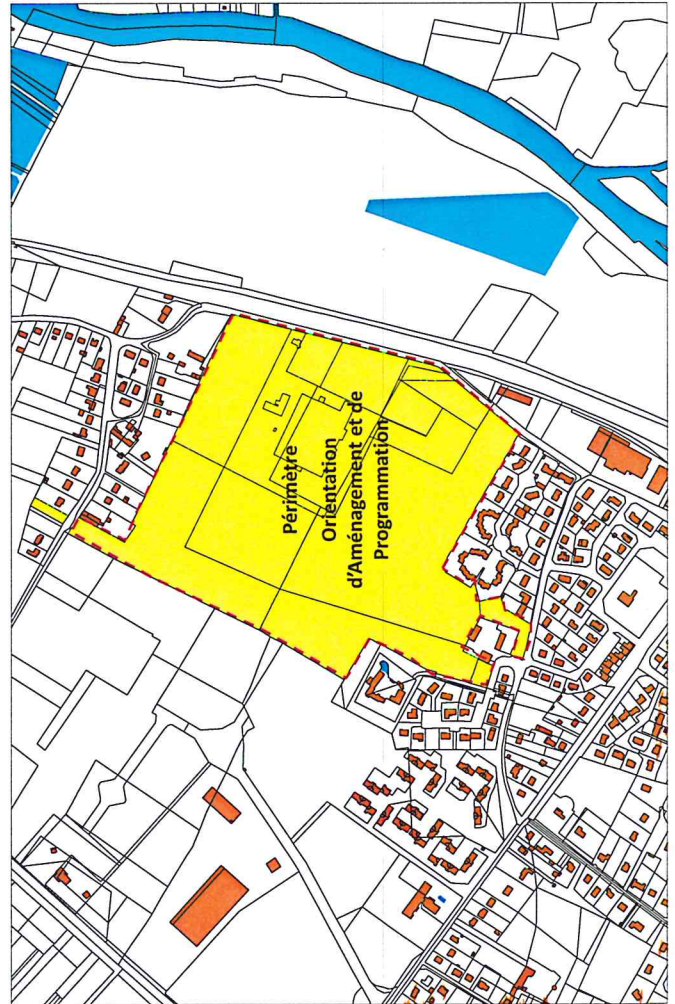 Périmètre
Orientation
d'Aménagement et de
Programmation